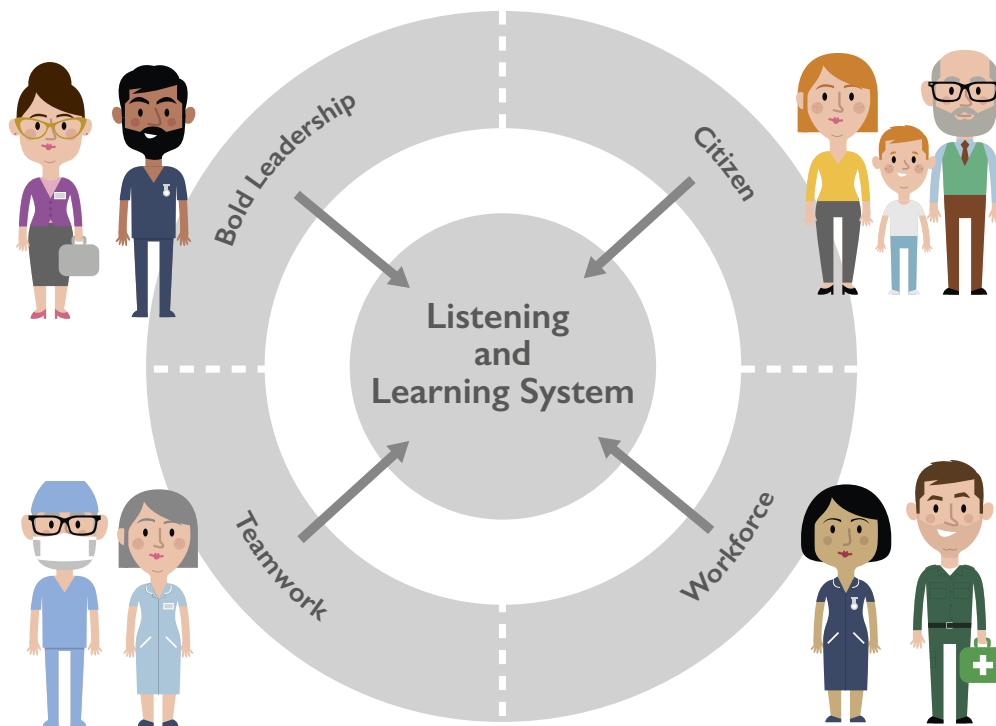 Bold Leadership
Citizen
Listening
and
Learning System
Teamwork
Workforce